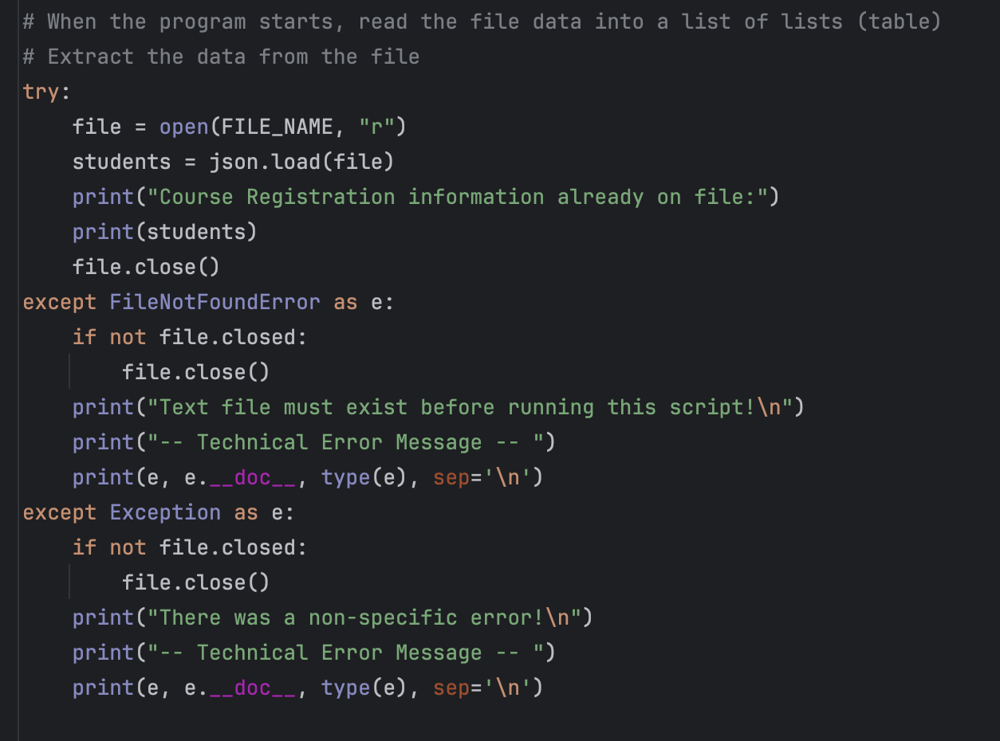 # When the program starts, read the file data into a list of lists (table)
# Extract the data from the file
try:
    file = open(FILE_NAME, "r")
    students = json.load(file)
    print("Course Registration information already on file:")
    print(students)
    file.close()
except FileNotFoundError as e:
    if not file.closed:
        file.close()
    print("Text file must exist before running this script!\n")
    print("-- Technical Error Message -- ")
    print(e, e.__doc__, type(e), sep='\n')
except Exception as e:
    if not file.closed:
        file.close()
    print("There was a non-specific error!\n")
    print("-- Technical Error Message -- ")
    print(e, e.__doc__, type(e), sep='\n')